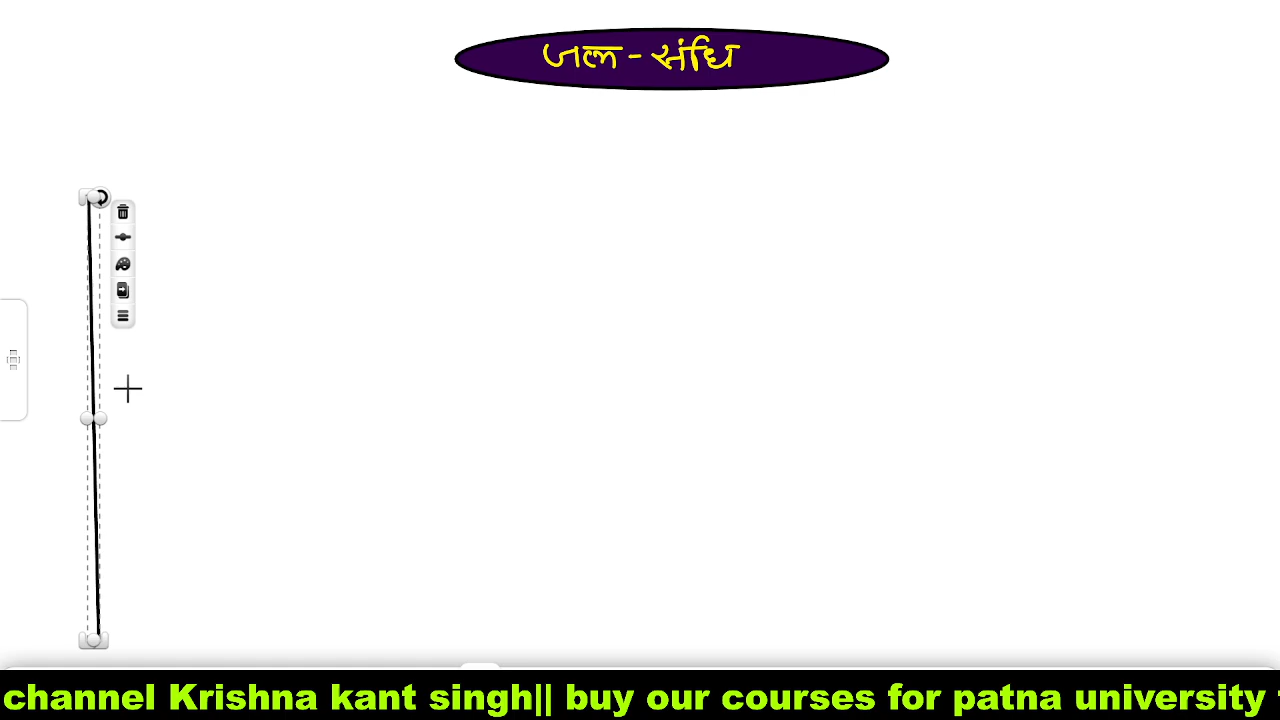 जल - संधि
channel Krishna kant singh|| buy our courses for patna university